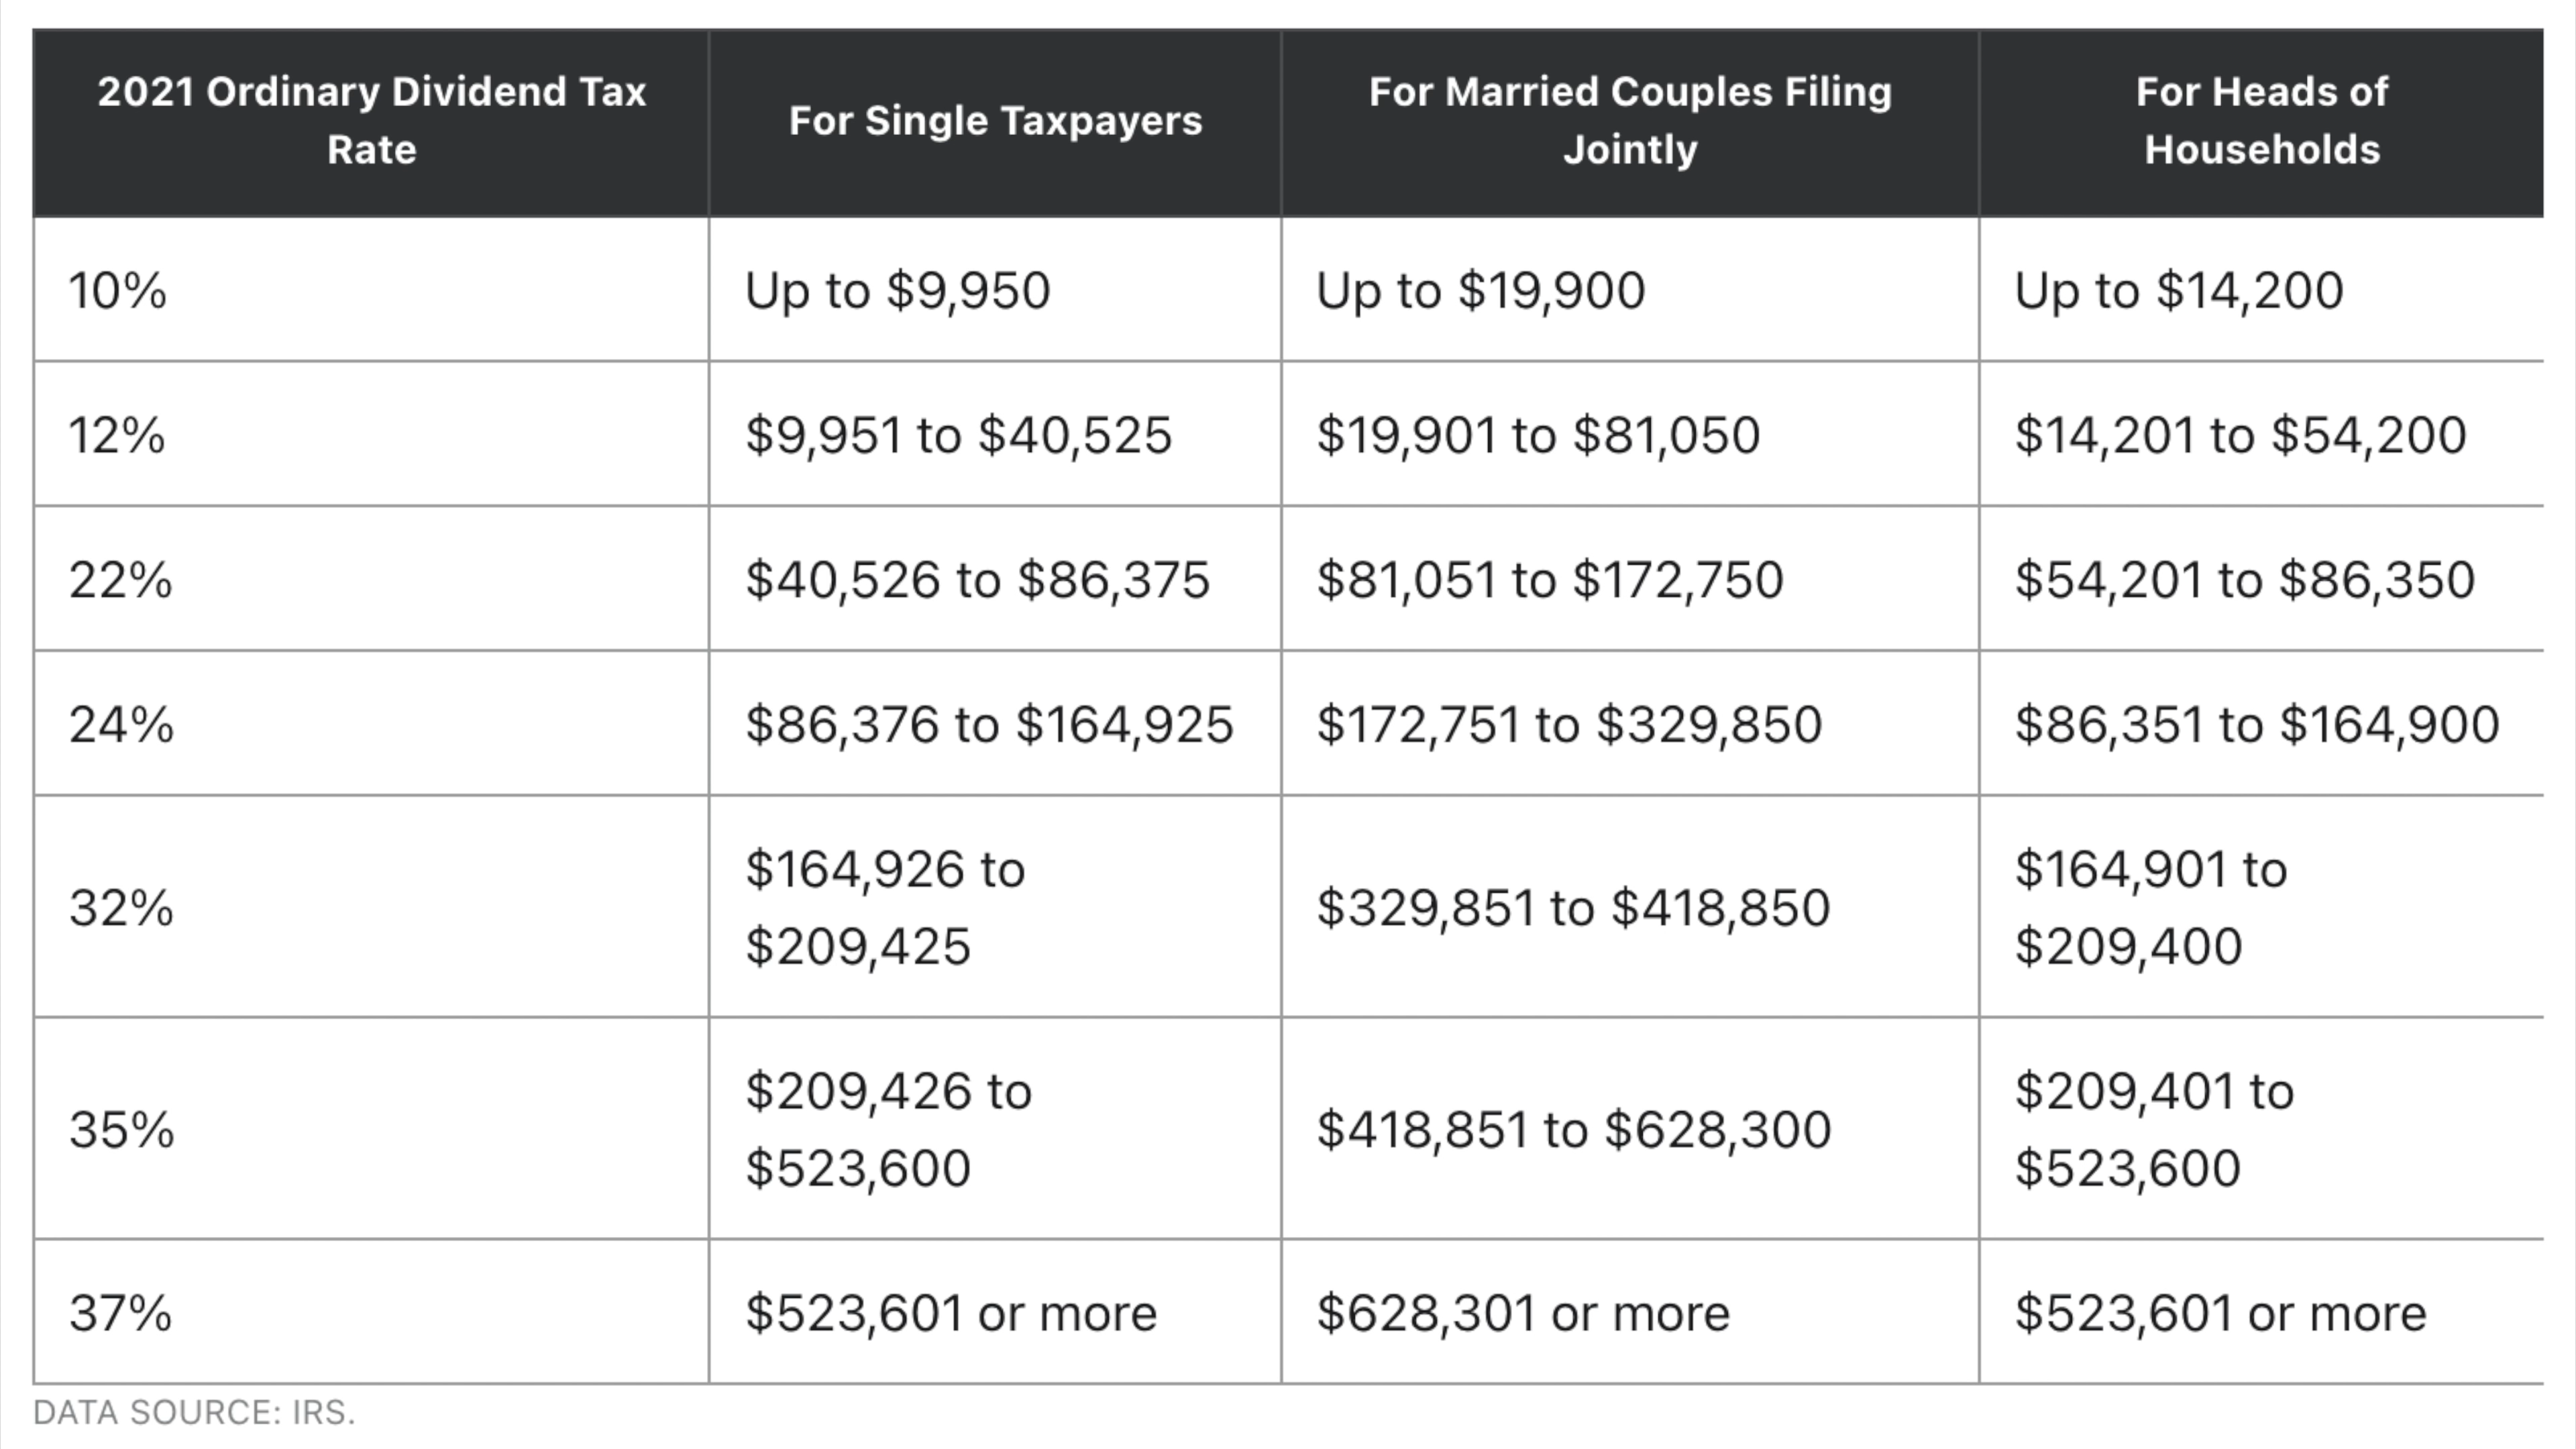 2021 Ordinary Dividend Tax
Rate
For Single Taxpayers
For Married Couples Filing
Jointly
For Heads of
Households
10%
Up to $9,950
Up to $19,900
Up to $14,200
12%
$9,951 to $40,525
$19,901 to $81,050
$14,201 to $54,200
22%
$40,526 to $86,375
$81,051 to $172,750
$54,201 to $86,350
24%
$86,376 to $164,925
$172,751 to $329,850
$86,351 to $164,900
32%
$164,926 to
$209,425
$329,851 to $418,850
$164,901 to
$209,400
35%
$209,426 to
$523,600
$418,851 to $628,300
$209,401 to
$523,600
37%
$523,601 or more
$628,301 or more
$523,601 or more
DATA SOURCE: IRS.